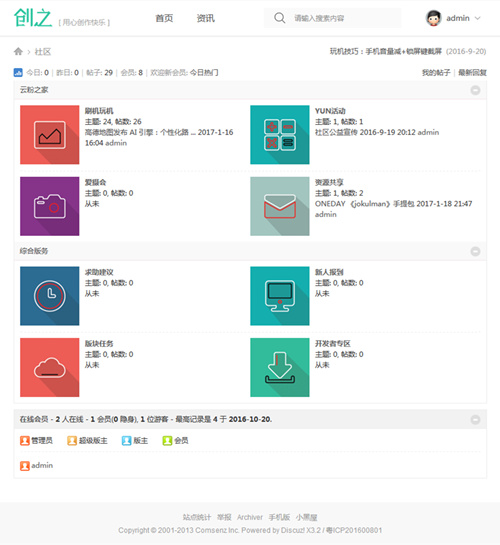 创之 [ 用心创作快乐 ] 首页 资讯 请输入搜索内容 admin
社区 玩机技巧：手机音量减+锁屏键截屏 (2016-9-20)
今日: 0 | 昨日: 0 | 帖子: 29 | 会员: 8 | 欢迎新会员: 今日热门 我的帖子 | 最新回复
云粉之家
刷机玩机
主题: 24, 帖数: 26
高德地图发布 AI 引擎：个性化路 ... 2017-1-16
16:04 admin
YUN活动
主题: 1, 帖数: 1
社区公益宣传 2016-9-19 20:12 admin
爱摄会
主题: 0, 帖数: 0
从未
资源共享
主题: 1, 帖数: 2
ONEDAY 《jokulman》手提包 2017-1-18 21:47
admin
综合版务
求助建议
主题: 0, 帖数: 0
从未
新人报到
主题: 0, 帖数: 0
从未
版块任务
主题: 0, 帖数: 0
从未
开发者专区
主题: 0, 帖数: 0
从未
在线会员 - 2 人在线 - 1 会员(0 隐身), 1 位游客 - 最高记录是 4 于 2016-10-20.
管理员 超级版主 版主 会员
admin
站点统计 举报 Archiver 手机版 小黑屋
Copyright © 2001-2013 Comsenz Inc. Powered by Discuz! X3.2 / 粤ICP201600801